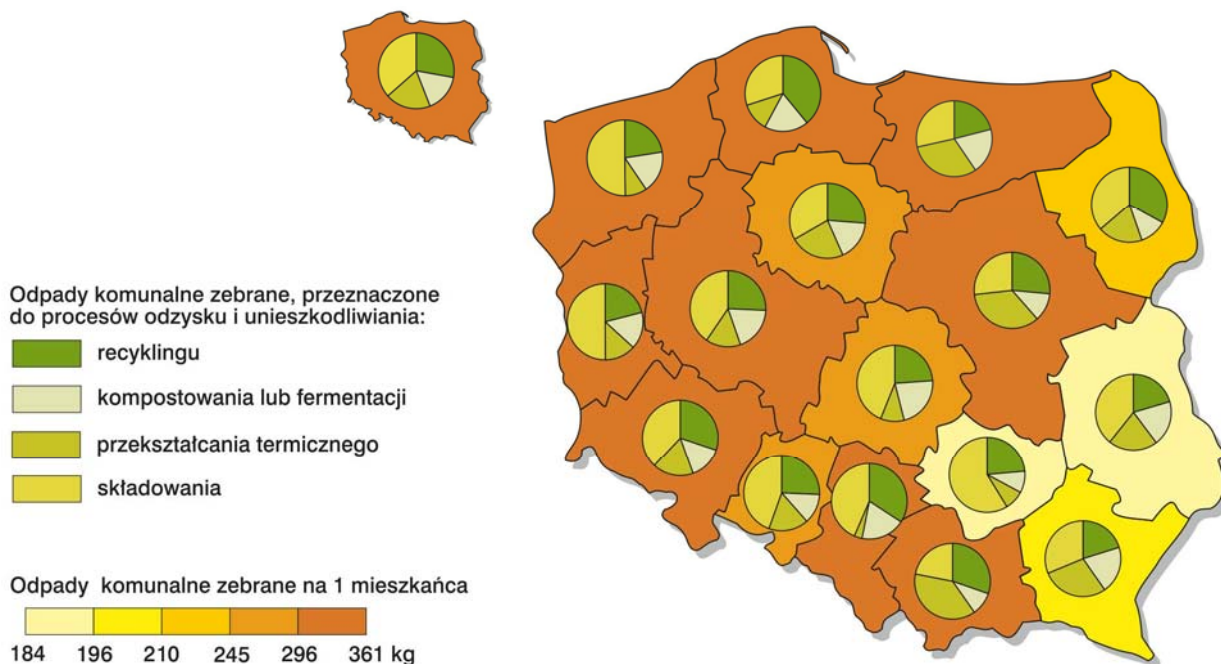 Odpady komunalne zebrane, przeznaczone
do procesów odzysku i unieszkodliwiania:
recyklingu
kompostowania lub fermentacji
przekształcania termicznego
składowania
Odpady komunalne zebrane na 1 mieszkańca
184 196 210 245 296 361 kg